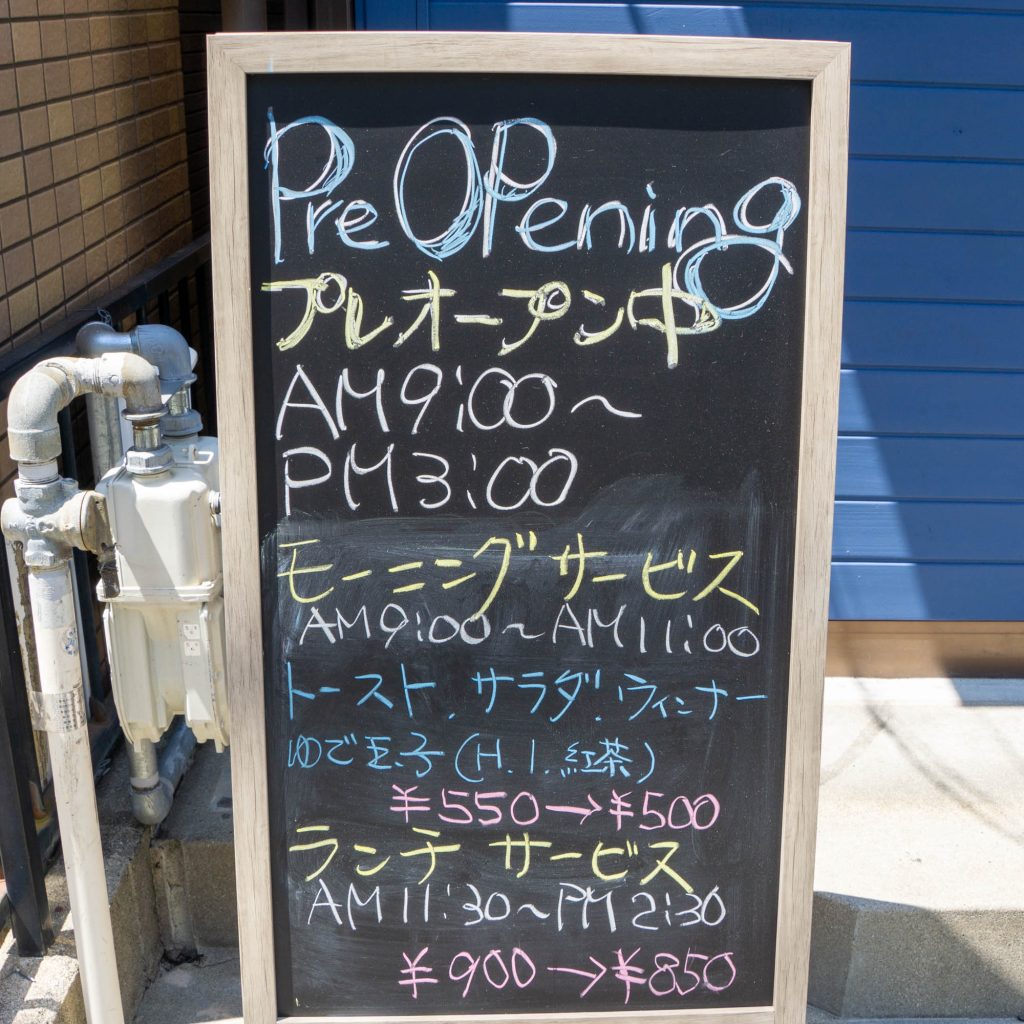 Pre OPening
プレオープン中
AM9:00〜
PM3:00
モーニングサービス
AM9:00〜AM11:00
トースト.サラダ.ウィンナー
ゆで玉子(H.I.紅茶)
¥550→¥500
ランチサービス
AM11:30〜PM2:30
¥900→¥850